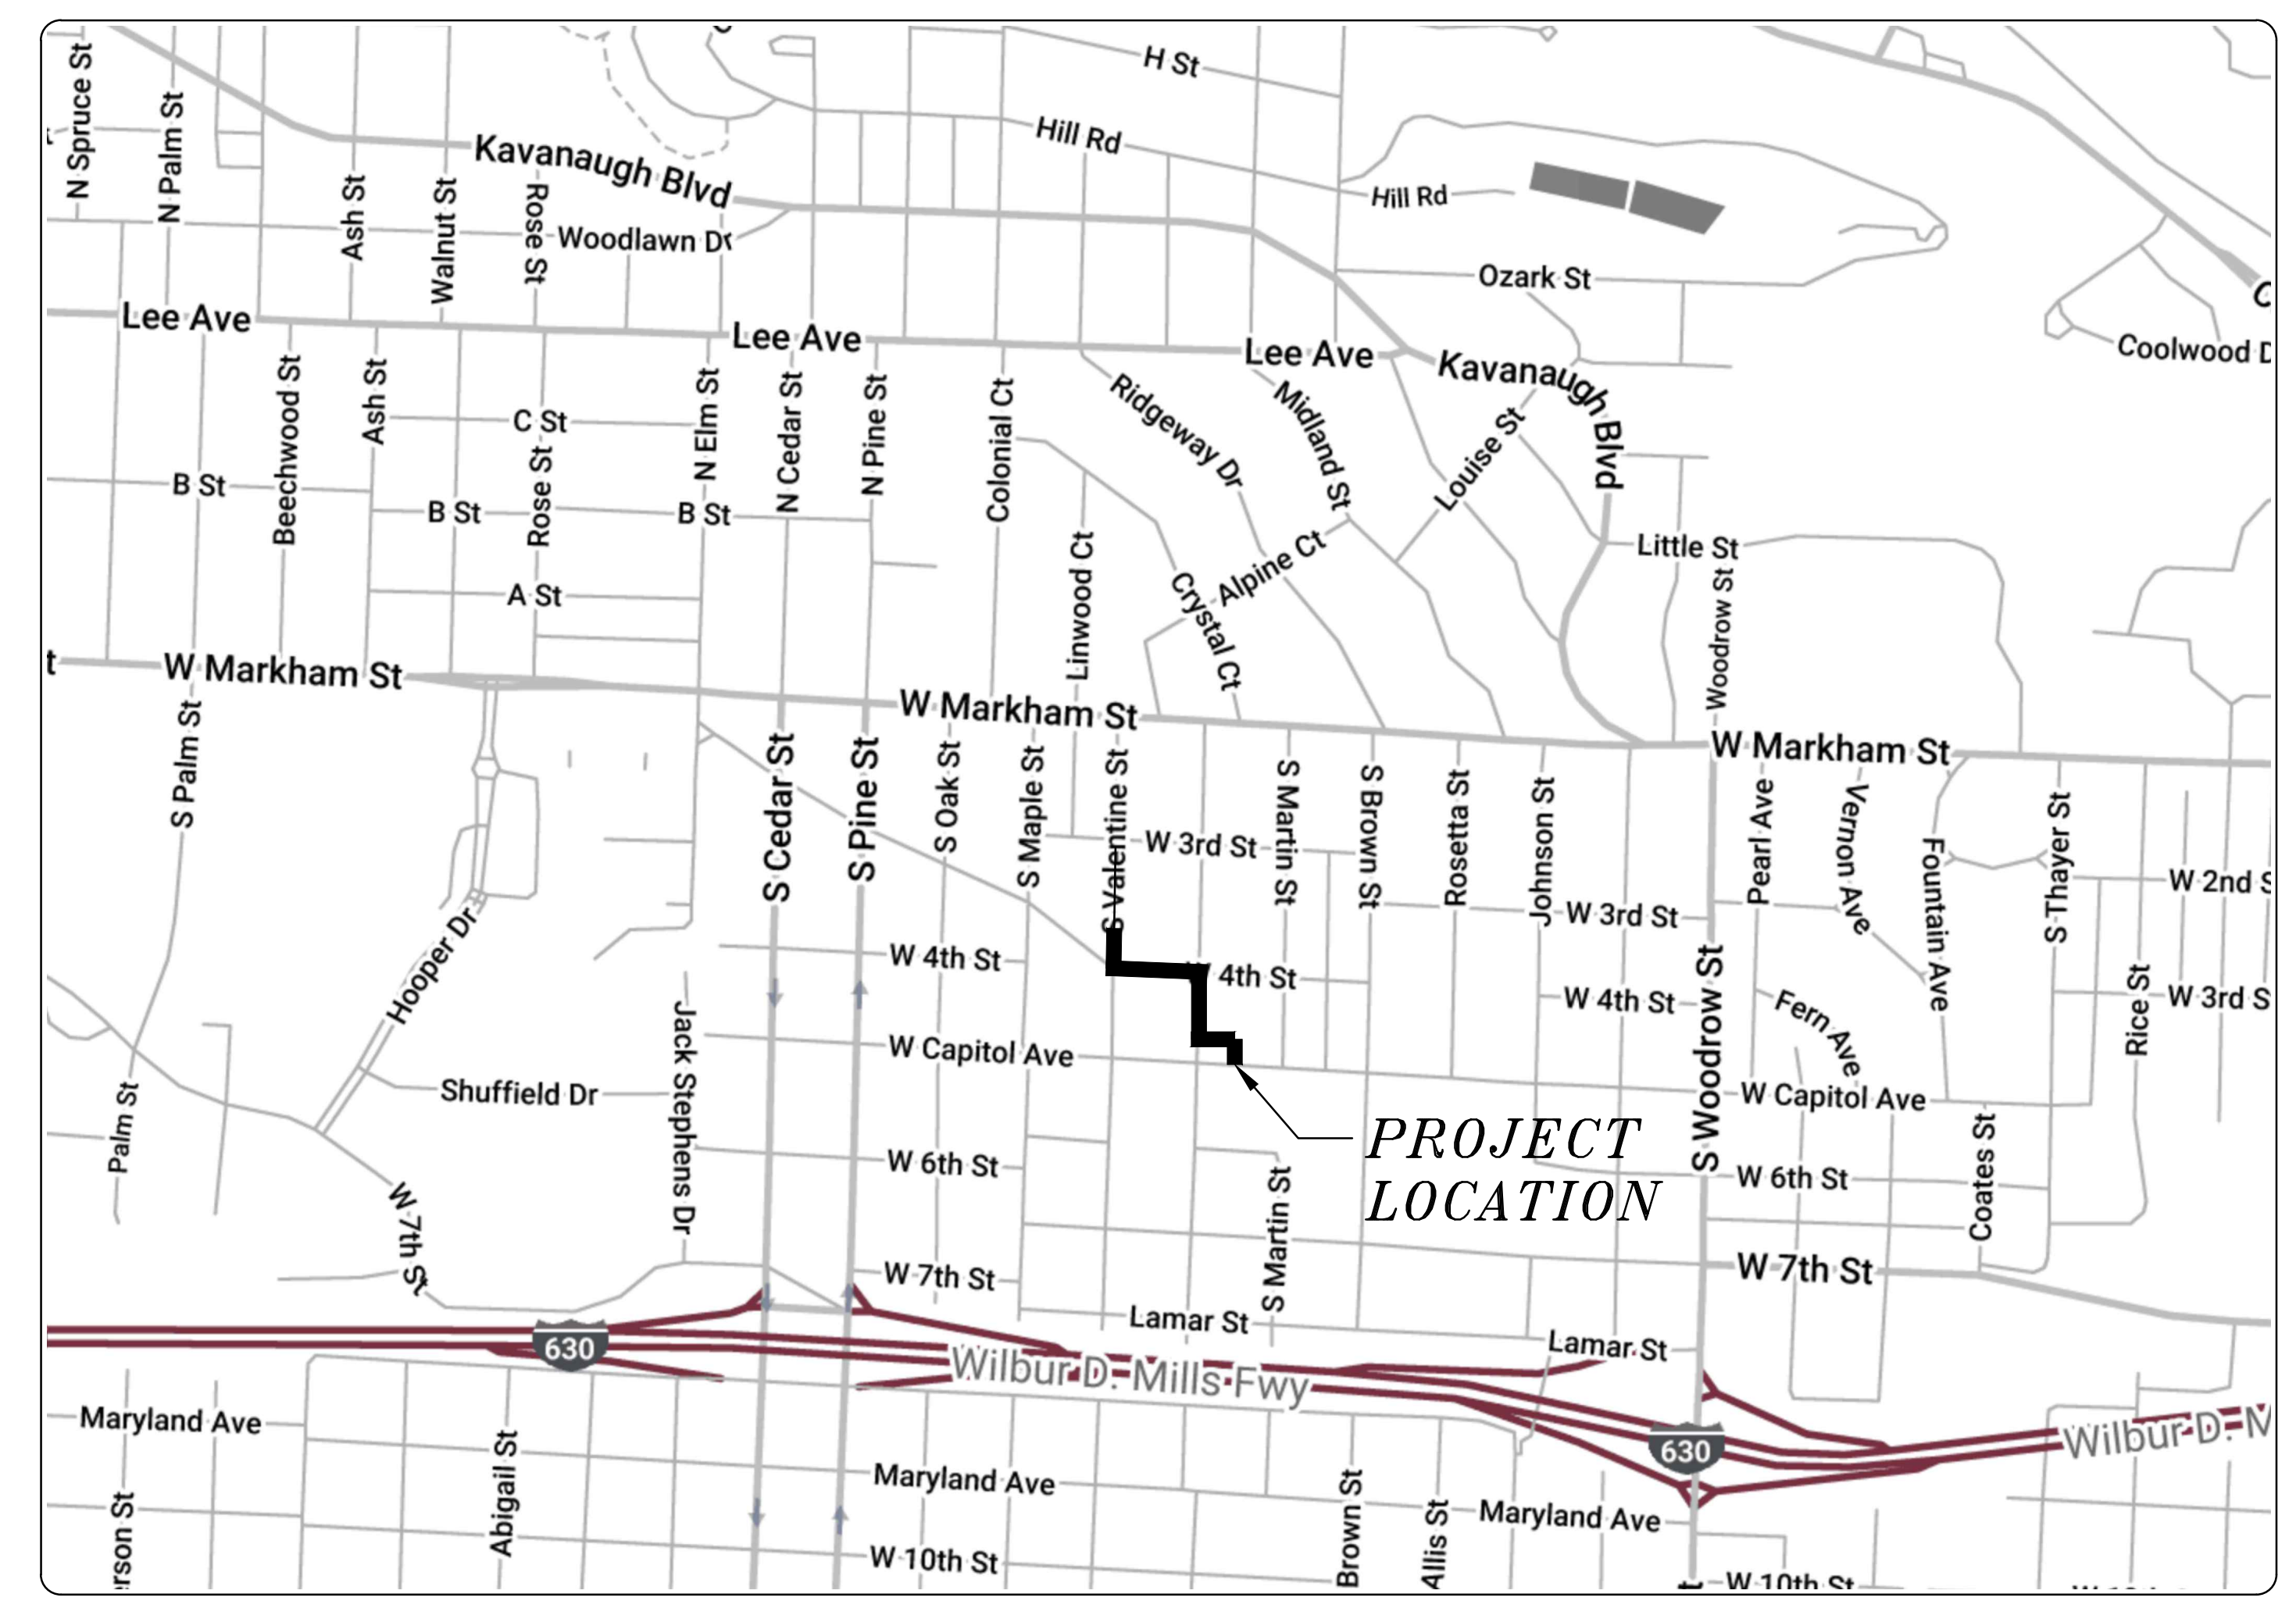 H St
N Spruce St
N Palm St
Hill Rd
Kavanaugh Blvd
Hill Rd
Ash St
Walnut St
Rose St
Woodlawn Dr
Ozark St
Lee Ave
Lee Ave
Lee Ave
Coolwood D
Kavanaugh Blvd
Beechwood St
Ash St
C St
N Elm St
N Cedar St
N Pine St
Colonial Ct
Ridgeway Dr
Midland St
Louise St
B St
B St
Rose St
B St
Linwood Ct
Alpine Ct
Crystal Ct
Little St
Woodrow St
A St
W Markham St
W Markham St
W Markham St
S Palm St
S Cedar St
S Pine St
S Oak St
S Maple St
S Valentine St
W 3rd St
S Martin St
S Brown St
Rosetta St
Johnson St
W 3rd St
Pearl Ave
Vernon Ave
Fountain Ave
S Thayer St
W 2nd S
Hooper Dr
W 4th St
4th St
W 4th St
S Woodrow St
Fern Ave
Rice St
W 3rd S
Jack Stephens Dr
W Capitol Ave
W Capitol Ave
Shuffield Dr
Palm St
PROJECT
LOCATION
W 6th St
W 6th St
Coates St
S Martin St
W 7th St
W 7th St
W 7th St
Lamar St
Lamar St
630
Wilbur D. Mills Fwy
630
Wilbur D. M
Maryland Ave
Abigail St
Maryland Ave
Maryland Ave
Brown St
Allis St
erson St
W 10th St
W 10th St